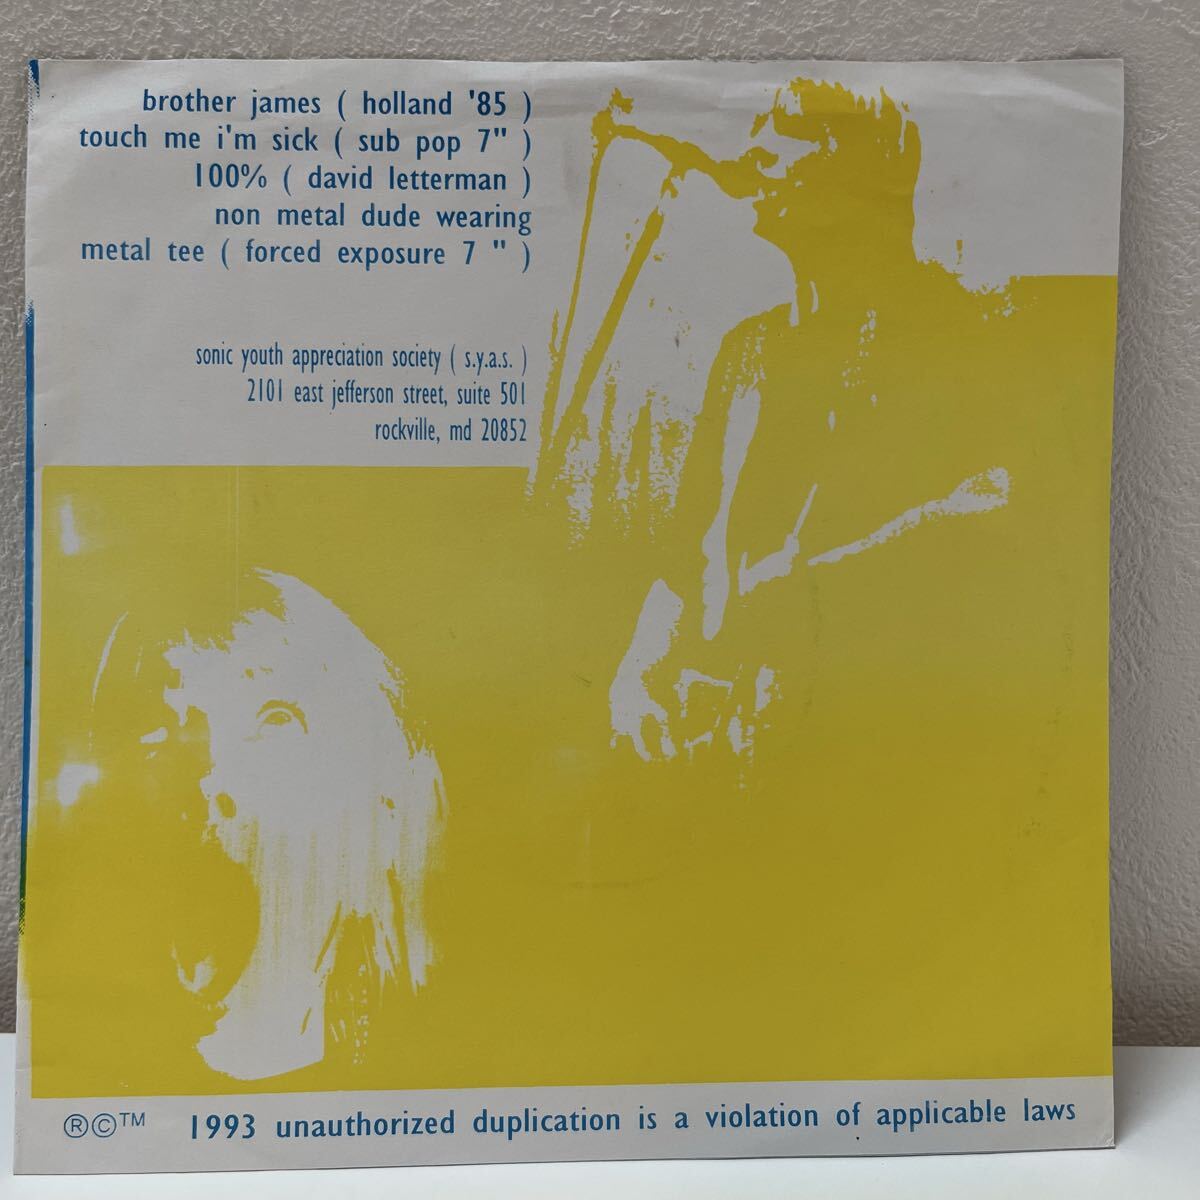 brother james ( holland '85 )
touch me i'm sick ( sub pop 7" )
100% ( david letterman )
non metal dude wearing
metal tee ( forced exposure 7 " )
sonic youth appreciation society ( s.y.a.s. )
2101 east jefferson street, suite 501
rockville, md 20852
®©™ 1993 unauthorized duplication is a violation of applicable laws